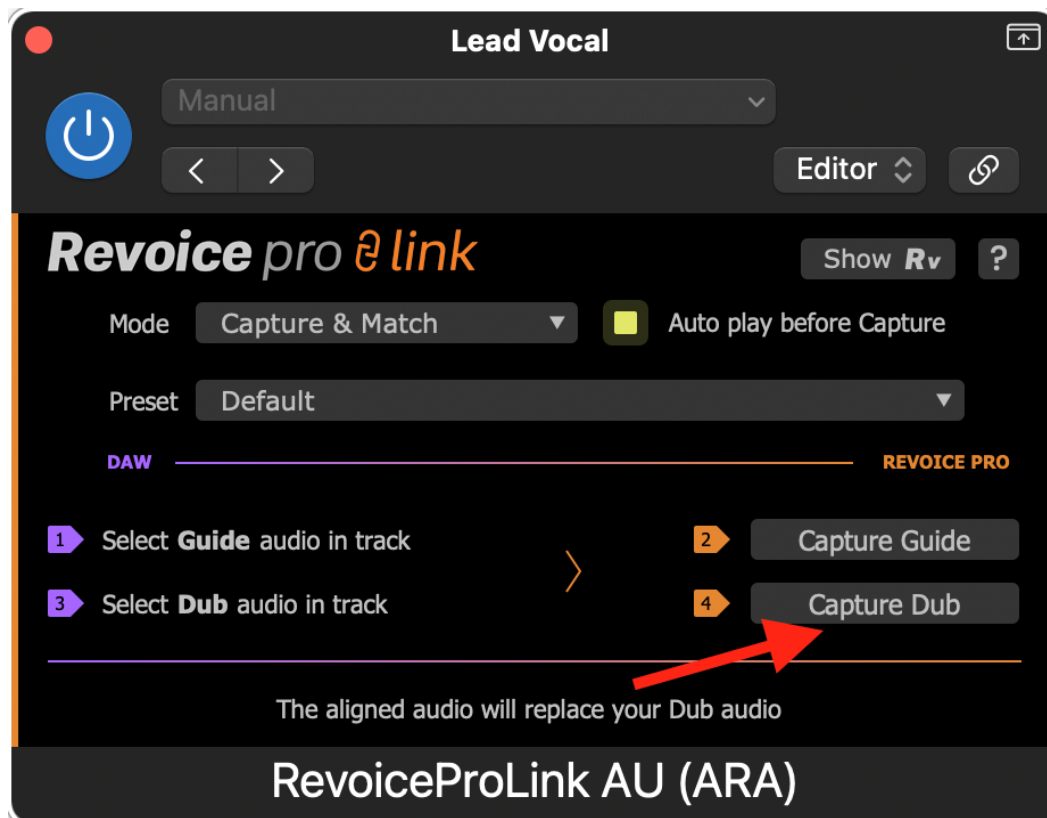 Lead Vocal
Manual
Editor
Revoice pro link
Show Rv ?
Mode Capture & Match Auto play before Capture
Preset Default
DAW REVOICE PRO
1 Select Guide audio in track 2 Capture Guide
3 Select Dub audio in track 4 Capture Dub
The aligned audio will replace your Dub audio
RevoiceProLink AU (ARA)